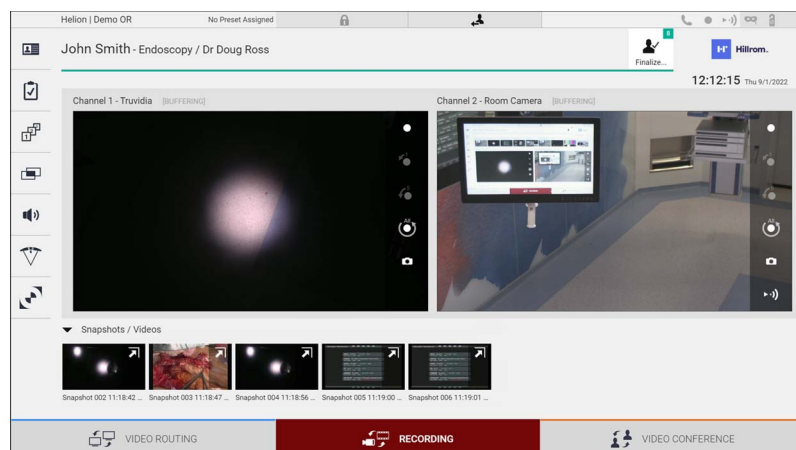 Helion | Demo OR
No Preset Assigned
John Smith - Endoscopy / Dr Doug Ross
8
Finalize...
Hillrom.
12:12:15 Thu 9/1/2022
Channel 1 - Truvidia [BUFFERING]
Channel 2 - Room Camera [BUFFERING]
All
All
Snapshots / Videos
Snapshot 002 11:18:42 ...
Snapshot 003 11:18:47 ...
Snapshot 004 11:18:56 ...
Snapshot 005 11:19:00 ...
Snapshot 006 11:19:01 ...
VIDEO ROUTING
RECORDING
VIDEO CONFERENCE